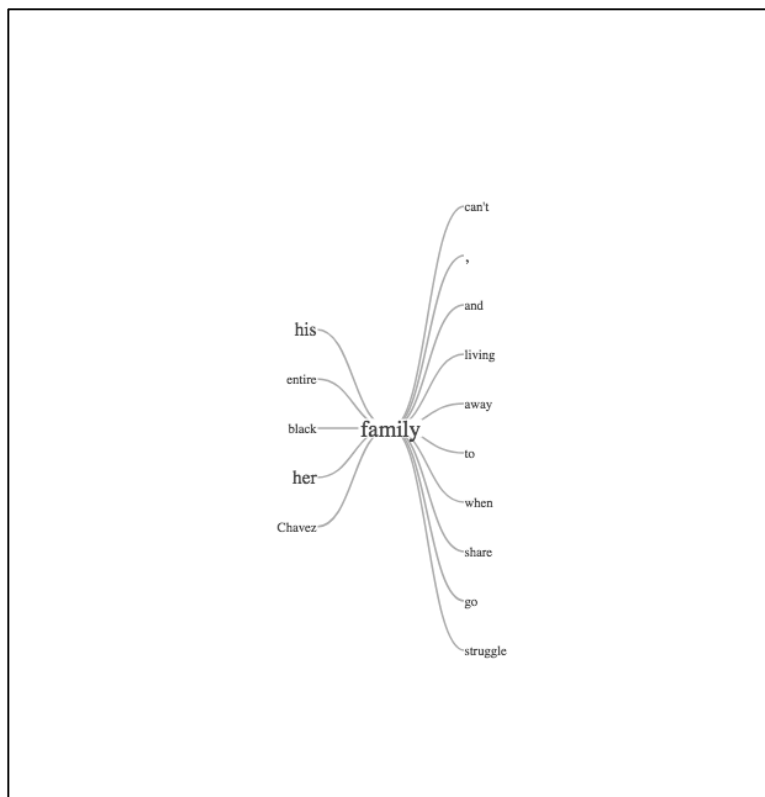 his
entire
black
her
Chavez
family
can't
,
and
living
away
to
when
share
go
struggle